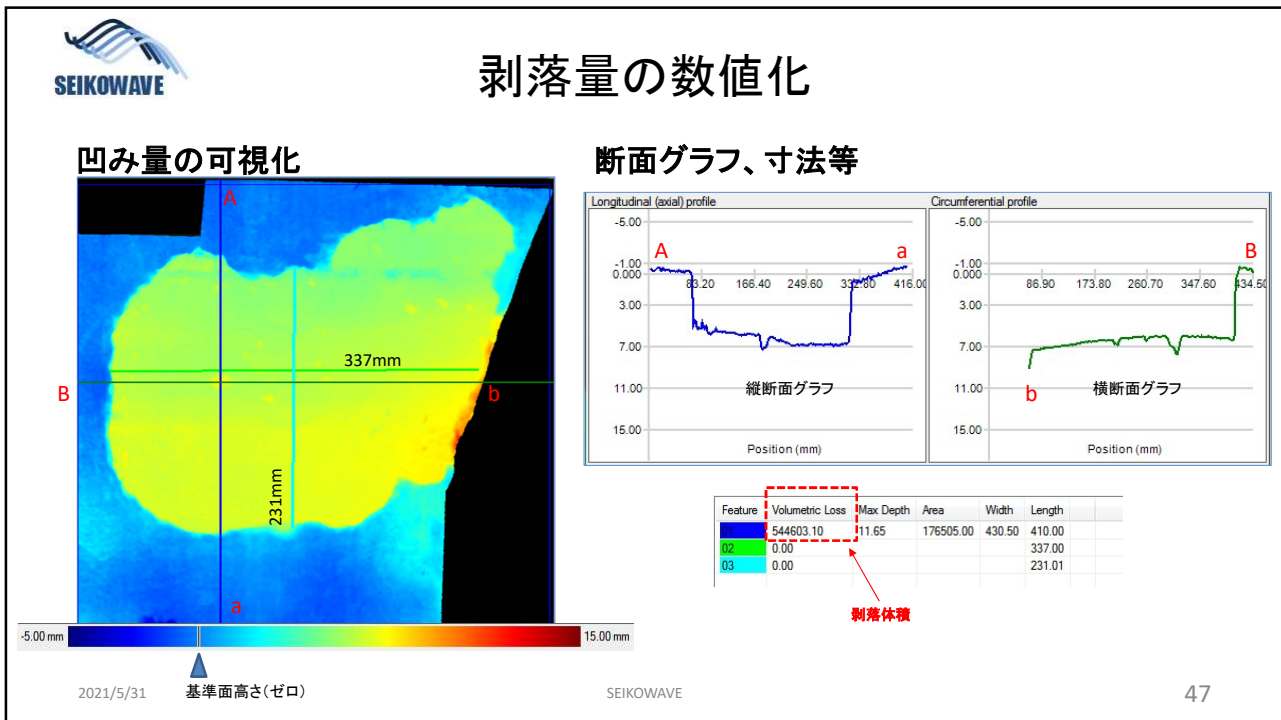 SEIKOWAVE
剥落量の数値化
凹み量の可視化
A
B
337mm
b
231mm
a
-5.00 mm
15.00 mm
基準面高さ(ゼロ)
断面グラフ、寸法等
Longitudinal (axial) profile
-5.00
-1.00
0.000
3.00
7.00
11.00
15.00
A
a
83.20 166.40 249.60 332.80 416.00
縦断面グラフ
Position (mm)
Circumferential profile
-5.00
-1.00
0.000
3.00
7.00
11.00
15.00
B
b
86.90 173.80 260.70 347.60 434.50
横断面グラフ
Position (mm)
Feature Volumetric Loss Max Depth Area Width Length
01 544603.10 11.65 176505.00 430.50 410.00
02 0.00 337.00
03 0.00 231.01
剥落体積
2021/5/31
SEIKOWAVE
47